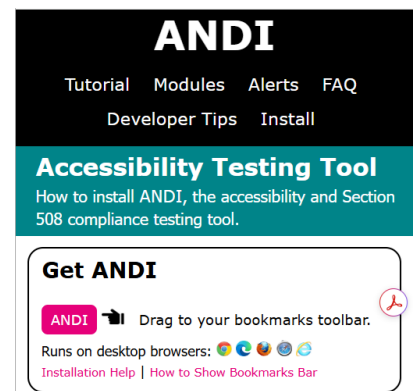 ANDI
Tutorial Modules Alerts FAQ
Developer Tips Install
Accessibility Testing Tool
How to install ANDI, the accessibility and Section
508 compliance testing tool.
Get ANDI
ANDI Drag to your bookmarks toolbar.
Runs on desktop browsers:
Installation Help | How to Show Bookmarks Bar